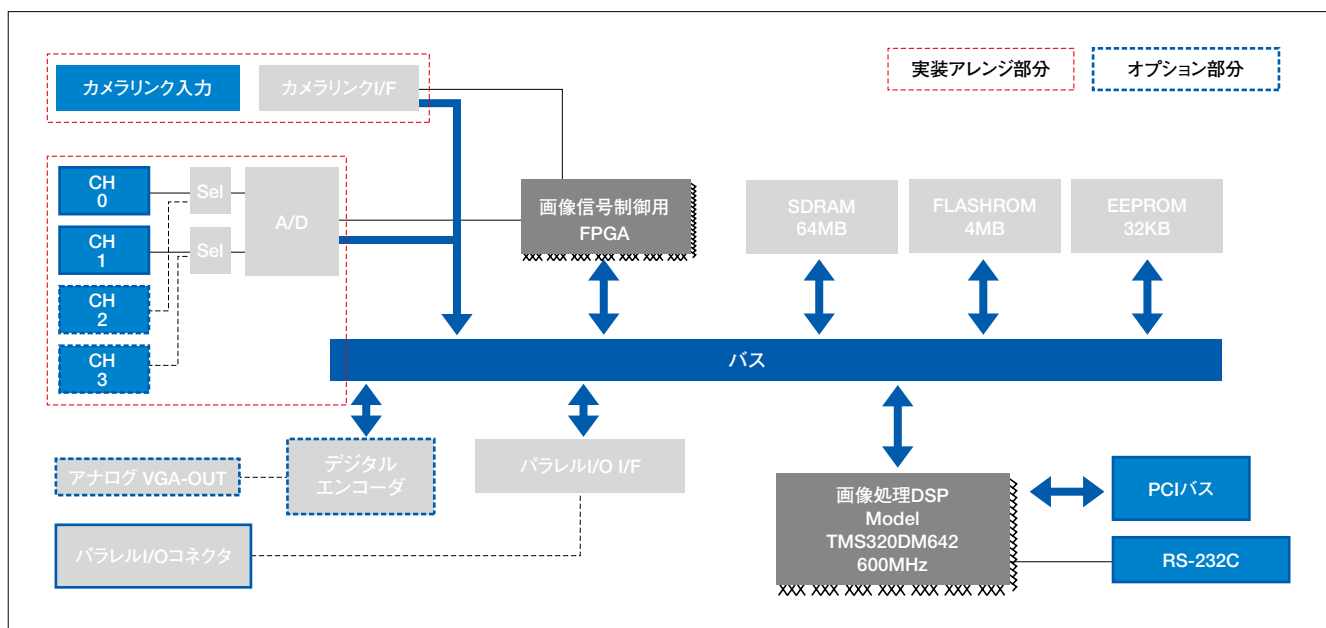 カメラリンク入力
カメラリンクI/F
実装アレンジ部分
オプション部分
CH
0
CH
1
CH
2
CH
3
Sel
Sel
A/D
画像信号制御用
FPGA
SDRAM
64MB
FLASHROM
4MB
EEPROM
32KB
バス
アナログ VGA-OUT
デジタル
エンコーダ
パラレルI/O I/F
パラレルI/Oコネクタ
画像処理DSP
Model
TMS320DM642
600MHz
PCIバス
RS-232C